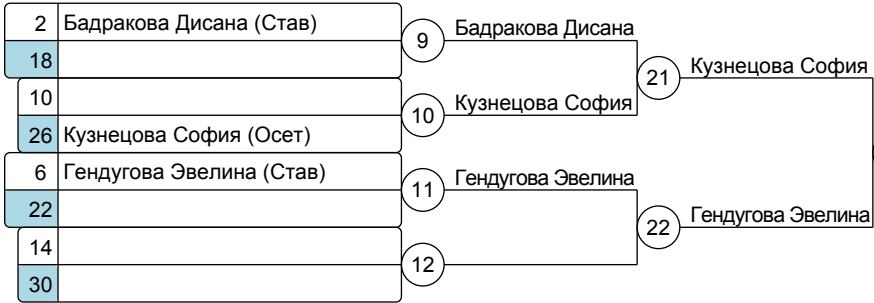 2 Бадракова Дисана (Став)
18
10
26 Кузнецова София (Осет)
6 Гендугова Эвелина (Став)
22
14
30
9 Бадракова Дисана
10 Кузнецова София
11 Гендугова Эвелина
12
21 Кузнецова София
22 Гендугова Эвелина